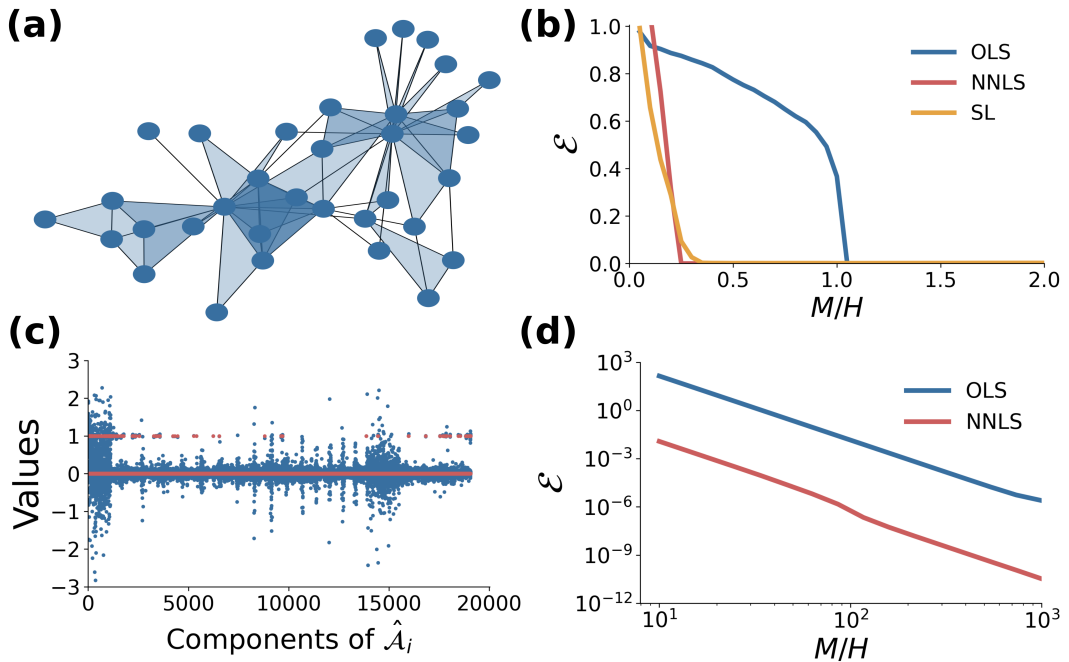 (a)
(b)
1.0
0.8
0.6
0.4
0.2
0.0
ℰ
0.0 0.5 1.0 1.5 2.0
M/H
OLS
NNLS
SL
(c)
3
2
1
0
−1
−2
−3
Values
0 5000 10000 15000 20000
Components of 𝒜̂ᵢ
(d)
10³
10⁰
10⁻³
10⁻⁶
10⁻⁹
10⁻¹²
ℰ
10¹ 10² 10³
M/H
OLS
NNLS